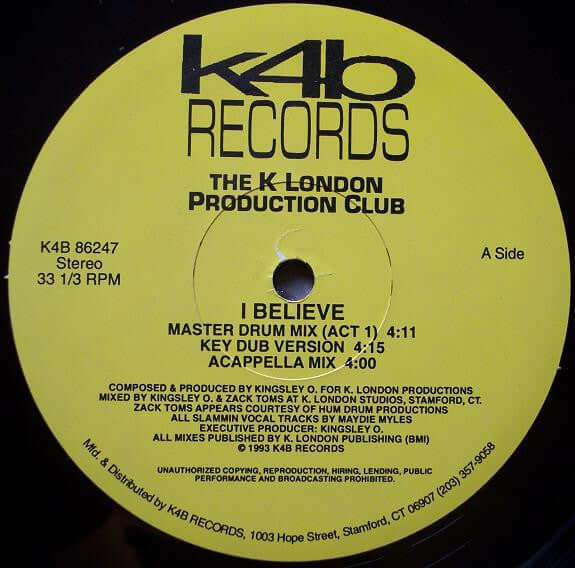 K4b
RECORDS
THE K LONDON
PRODUCTION CLUB
K4B 86247
Stereo
33 1/3 RPM
A Side
I BELIEVE
MASTER DRUM MIX (ACT 1) 4:11
KEY DUB VERSION 4:15
ACAPPELLA MIX 4:00
COMPOSED & PRODUCED BY KINGSLEY O. FOR K. LONDON PRODUCTIONS
MIXED BY KINGSLEY O. & ZACK TOMS AT K. LONDON STUDIOS, STAMFORD, CT.
ZACK TOMS APPEARS COURTESY OF HUM DRUM PRODUCTIONS
ALL SLAMMIN VOCAL TRACKS BY MAYDIE MYLES
EXECUTIVE PRODUCER: KINGSLEY O.
ALL MIXES PUBLISHED BY K. LONDON PUBLISHING (BMI)
© 1993 K4B RECORDS
UNAUTHORIZED COPYING, REPRODUCTION, HIRING, LENDING, PUBLIC
PERFORMANCE AND BROADCASTING PROHIBITED.
Mfd. & Distributed by K4B RECORDS, 1003 Hope Street, Stamford, CT 06907 (203) 357-9058